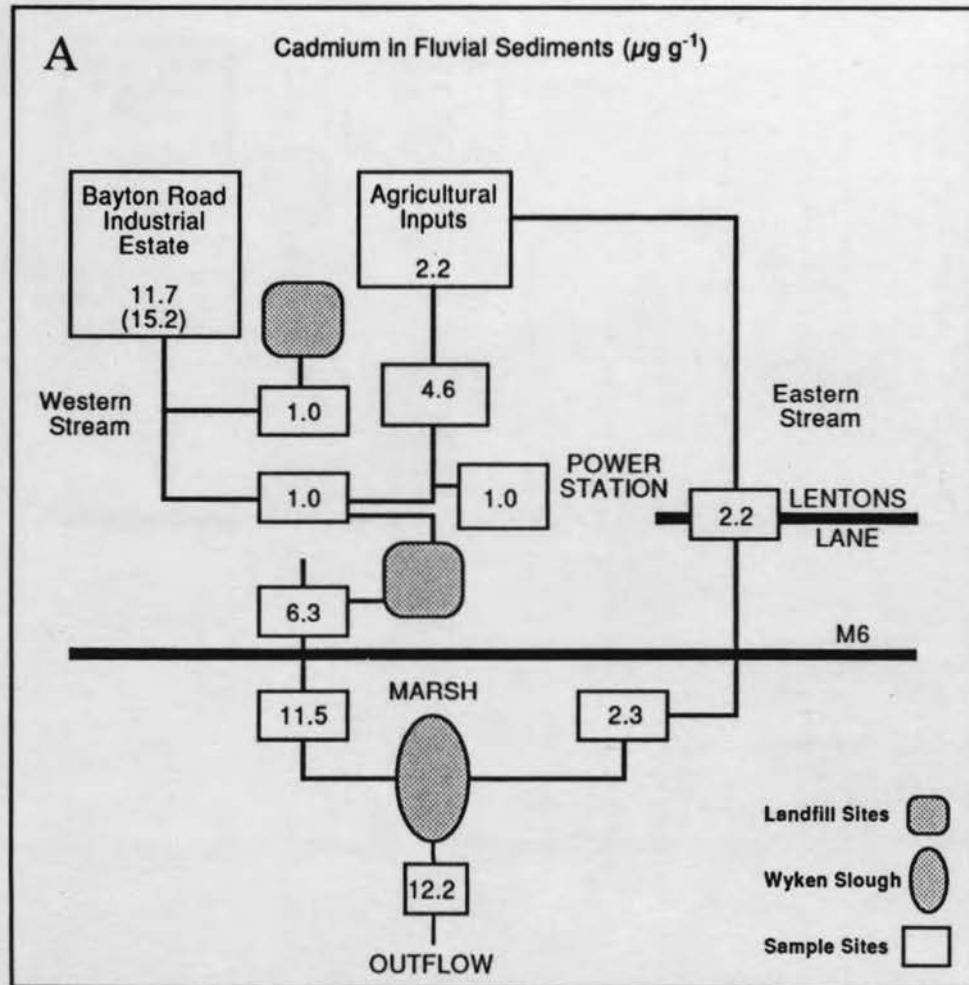 A
Cadmium in Fluvial Sediments (µg g⁻¹)
Bayton Road
Industrial
Estate
11.7
(15.2)
Agricultural
Inputs
2.2
Western
Stream
1.0
4.6
Eastern
Stream
1.0
1.0
POWER
STATION
2.2
LENTONS
LANE
6.3
M6
11.5
MARSH
2.3
12.2
OUTFLOW
Landfill Sites
Wyken Slough
Sample Sites